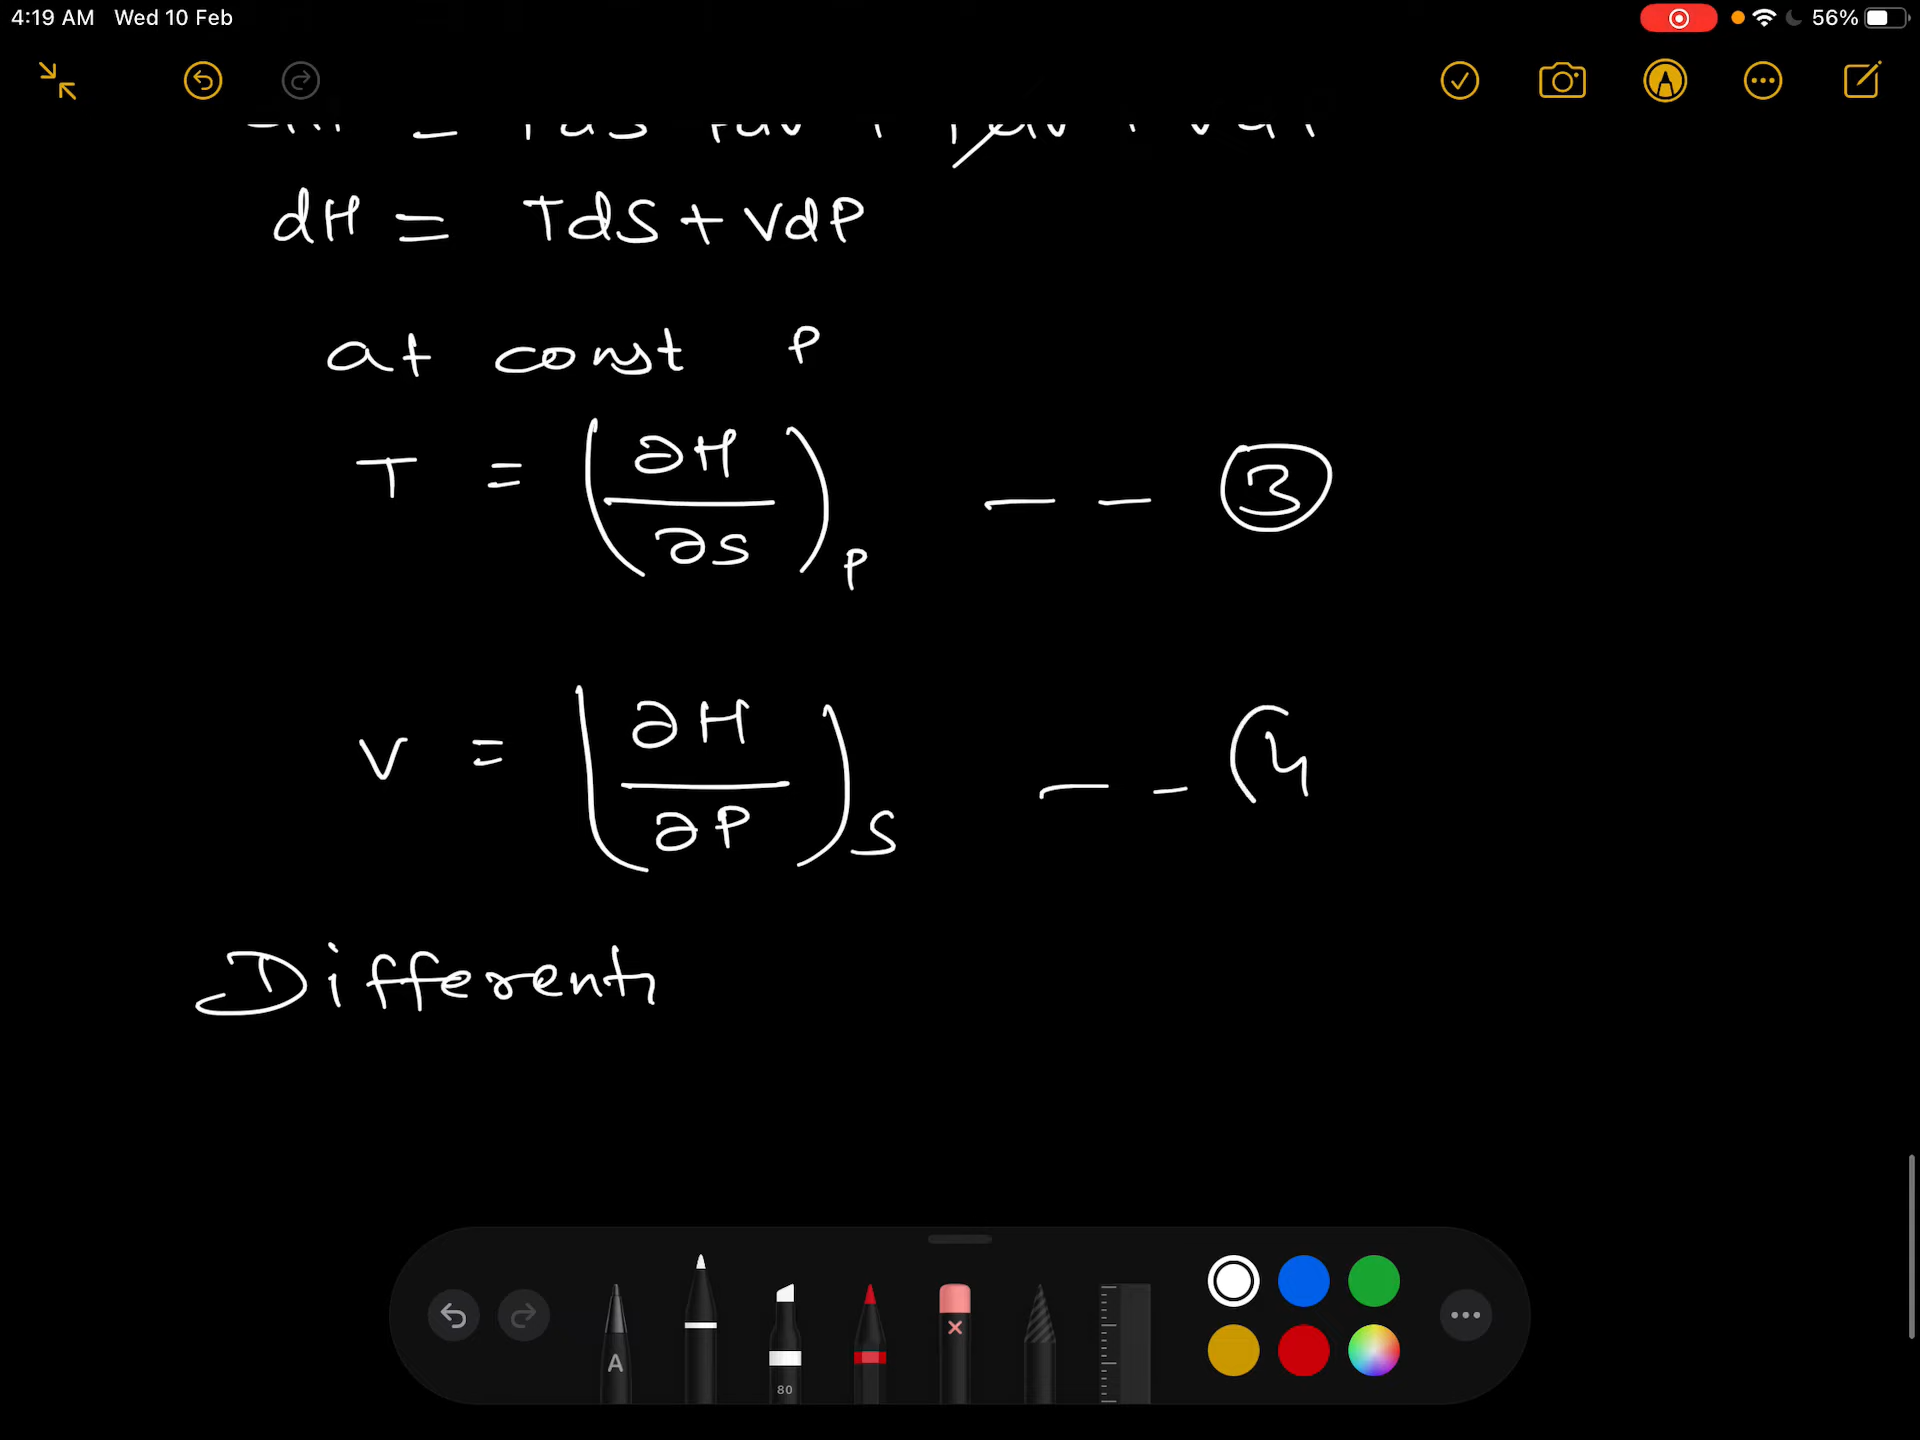 4:19 AM Wed 10 Feb 56%
dH = TdS + VdP
at const P
T = (∂H/∂S)P -- 3
V = (∂H/∂P)S -- (4
Differenti
A
80